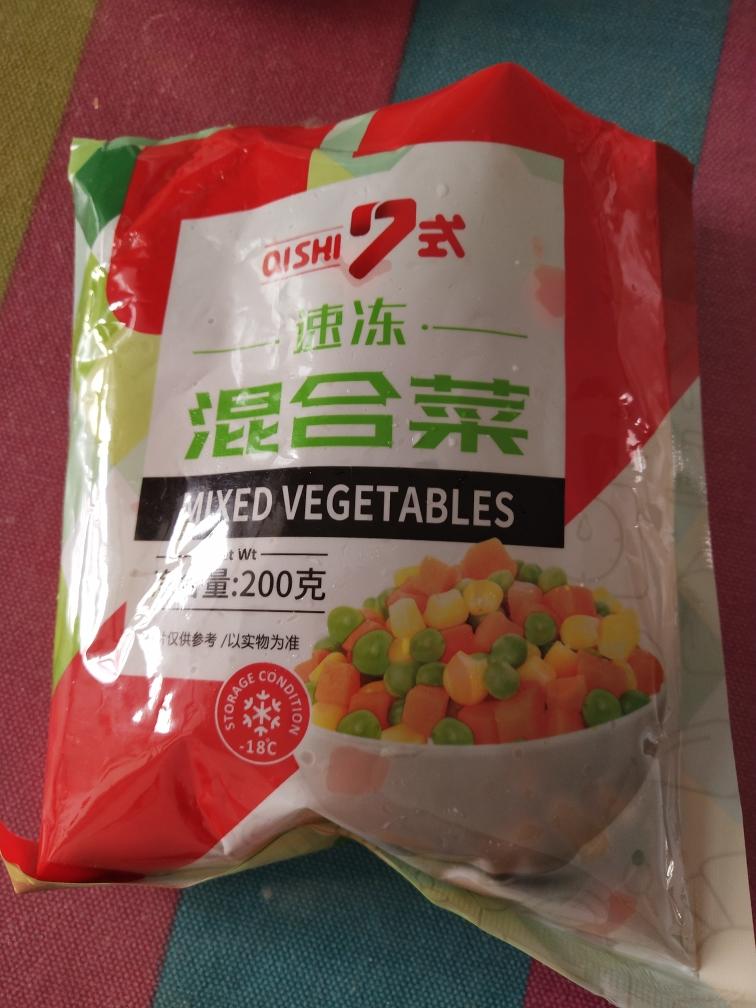 QISHI 7式
速冻
混合菜
MIXED VEGETABLES
Wt
量:200克
仅供参考 /以实物为准
STORAGE CONDITION
-18℃